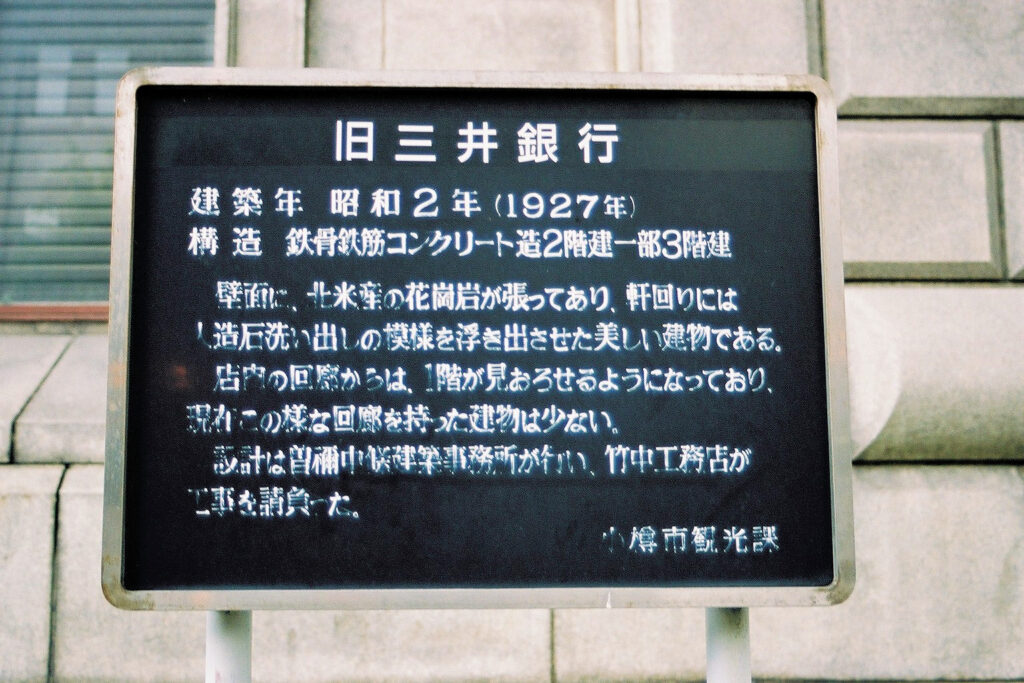 旧三井銀行
建築年 昭和2年(1927年)
構造 鉄骨鉄筋コンクリート造2階建一部3階建
壁面に、北米産の花崗岩が張ってあり、軒回りには
人造石洗い出しの模様を浮き出させた美しい建物である。
店内の回廊からは、1階が見おろせるようになっており、
現在この様な回廊を持った建物は少ない。
設計は曽禰中條建築事務所が行い、竹中工務店が
工事を請負った。
小樽市観光課